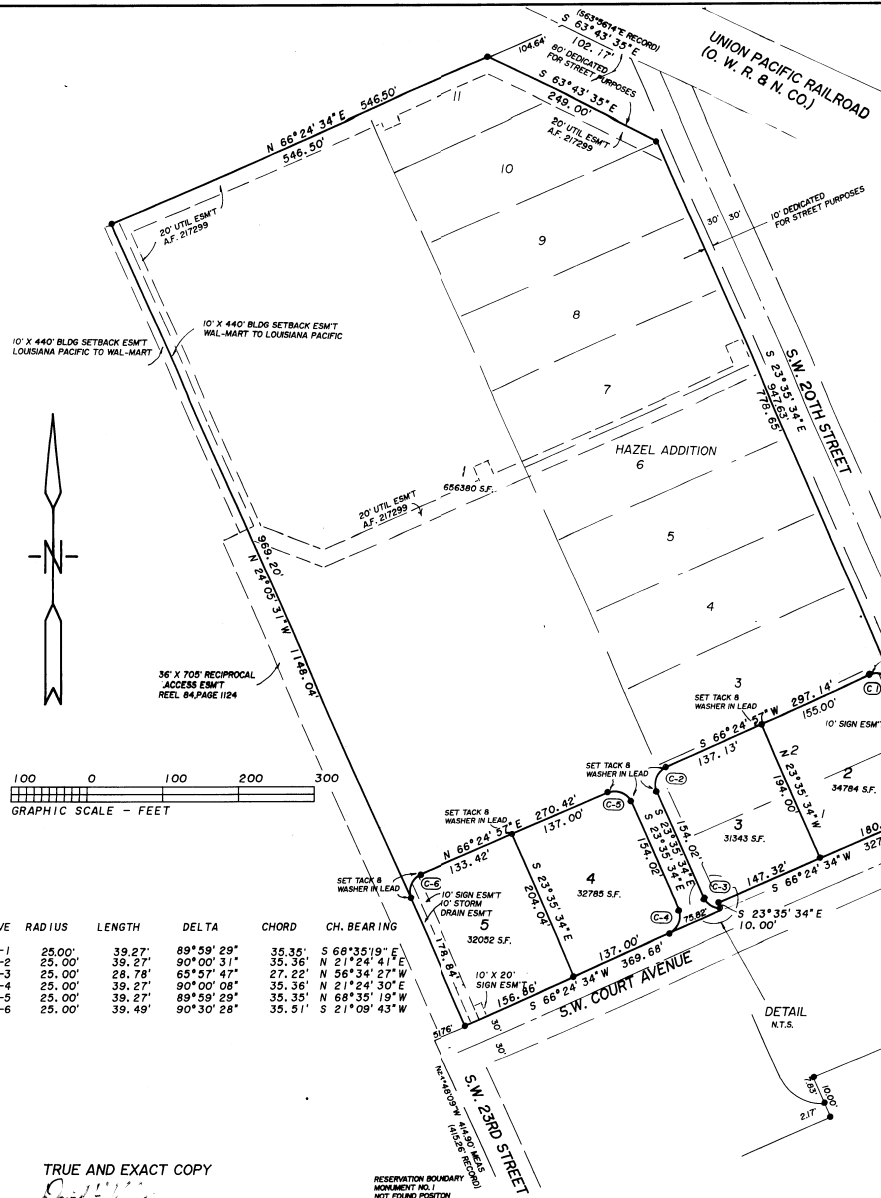 (S63°56'14"E RECORD)
S 63°43'35"E
102.17'
80' DEDICATED
FOR STREET PURPOSES
104.64'
UNION PACIFIC RAILROAD
(O. W. R. & N. CO.)
S 63°43'35"E
249.00'
20' UTIL ESM'T
A.F. 217299
N 66°24'34"E 546.50'
546.50'
11
10
9
8
7
20' UTIL ESM'T
A.F. 217299
30' 30'
10' DEDICATED
FOR STREET PURPOSES
10' X 440' BLDG SETBACK ESM'T
WAL-MART TO LOUISIANA PACIFIC
10' X 440' BLDG SETBACK ESM'T
LOUISIANA PACIFIC TO WAL-MART
S.W. 20TH STREET
S 23°35'34"E
947.63'
778.65'
HAZEL ADDITION
6
1
656380 S.F.
20' UTIL ESM'T
A.F. 217299
5
4
969.20'
N 24°05'31"W 1148.04'
36' X 705' RECIPROCAL
ACCESS ESM'T
REEL 84,PAGE 1124
3
SET TACK &
WASHER IN LEAD
297.14'
S 66°24'57"W
155.00'
137.13'
C1
10' SIGN ESM'T
100 0 100 200 300
GRAPHIC SCALE - FEET
SET TACK &
WASHER IN LEAD
C-2
N 23°35'34"W
194.00'
2
34784 S.F.
SET TACK &
WASHER IN LEAD
270.42'
N 66°24'57"E
137.00'
133.42'
C-5
S 23°35'34"E
154.02'
S 23°35'34"E
154.02'
3
31343 S.F.
180.
327
147.32'
S 66°24'34"W
SET TACK &
WASHER IN LEAD
C-6
S 23°35'34"E
204.04'
4
32785 S.F.
C-3
C-4
75.82'
S 23°35'34"E
10.00'
10' SIGN ESM'T
10' STORM
DRAIN ESM'T
5
32052 S.F.
178.84'
10' X 20'
SIGN ESM'T
137.00'
369.68'
156.86'
S 66°24'34"W
S.W. COURT AVENUE
VE RADIUS LENGTH DELTA CHORD CH. BEARING
-1 25.00' 39.27' 89°59'29" 35.35' S 68°35'19"E
-2 25.00' 39.27' 90°00'31" 35.36' N 21°24'41"E
-3 25.00' 28.78' 65°57'47" 27.22' N 56°34'27"W
-4 25.00' 39.27' 90°00'08" 35.36' N 21°24'30"E
-5 25.00' 39.27' 89°59'29" 35.35' N 68°35'19"W
-6 25.00' 39.49' 90°30'28" 35.51' S 21°09'43"W
51.76'
30'
30'
DETAIL
N.T.S.
7.83'
10.00'
2.17'
S.W. 23RD STREET
N24°48'09"W 414.90' MEAS
(415.26' RECORD)
TRUE AND EXACT COPY
RESERVATION BOUNDARY
MONUMENT NO. 1
NOT FOUND POSITON